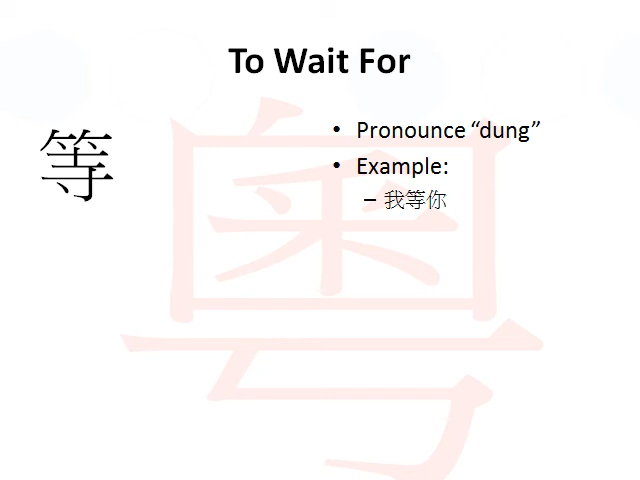 To Wait For
等
• Pronounce “dung”
• Example:
– 我等你
粵